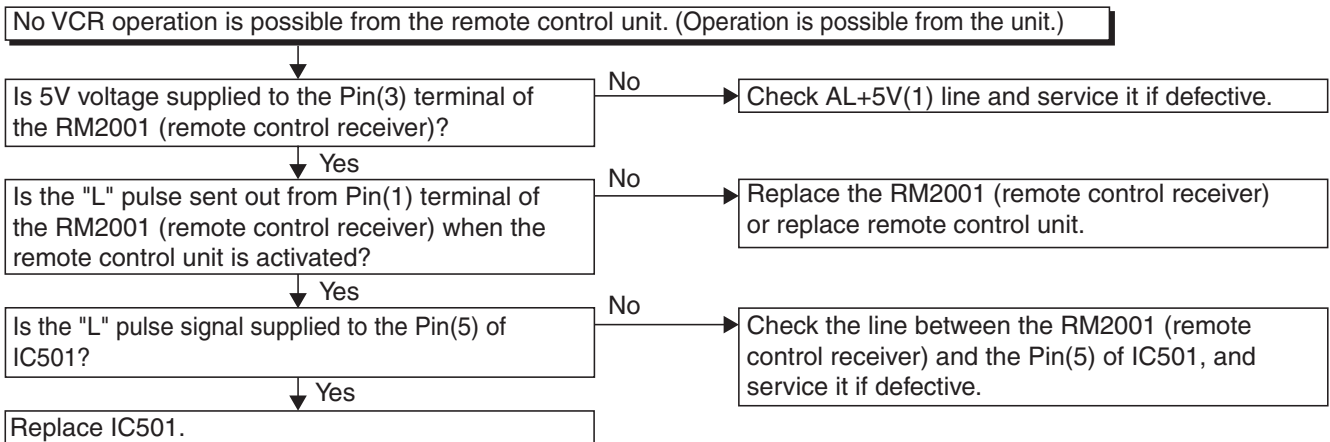 No VCR operation is possible from the remote control unit. (Operation is possible from the unit.)
Is 5V voltage supplied to the Pin(3) terminal of
the RM2001 (remote control receiver)?
No
Check AL+5V(1) line and service it if defective.
Yes
Is the "L" pulse sent out from Pin(1) terminal of
the RM2001 (remote control receiver) when the
remote control unit is activated?
No
Replace the RM2001 (remote control receiver)
or replace remote control unit.
Yes
Is the "L" pulse signal supplied to the Pin(5) of
IC501?
No
Check the line between the RM2001 (remote
control receiver) and the Pin(5) of IC501, and
service it if defective.
Yes
Replace IC501.